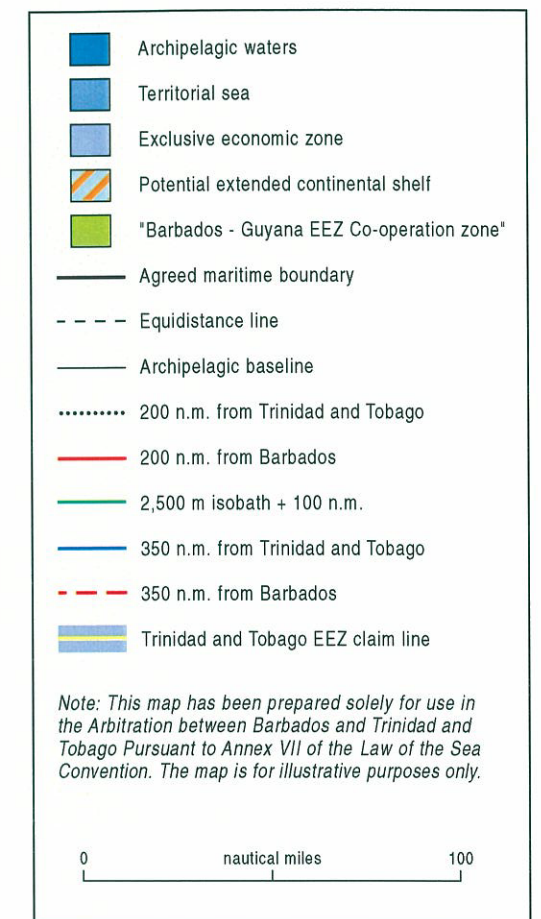 Archipelagic waters
Territorial sea
Exclusive economic zone
Potential extended continental shelf
"Barbados - Guyana EEZ Co-operation zone"
Agreed maritime boundary
Equidistance line
Archipelagic baseline
200 n.m. from Trinidad and Tobago
200 n.m. from Barbados
2,500 m isobath + 100 n.m.
350 n.m. from Trinidad and Tobago
350 n.m. from Barbados
Trinidad and Tobago EEZ claim line
Note: This map has been prepared solely for use in
the Arbitration between Barbados and Trinidad and
Tobago Pursuant to Annex VII of the Law of the Sea
Convention. The map is for illustrative purposes only.
0 nautical miles 100